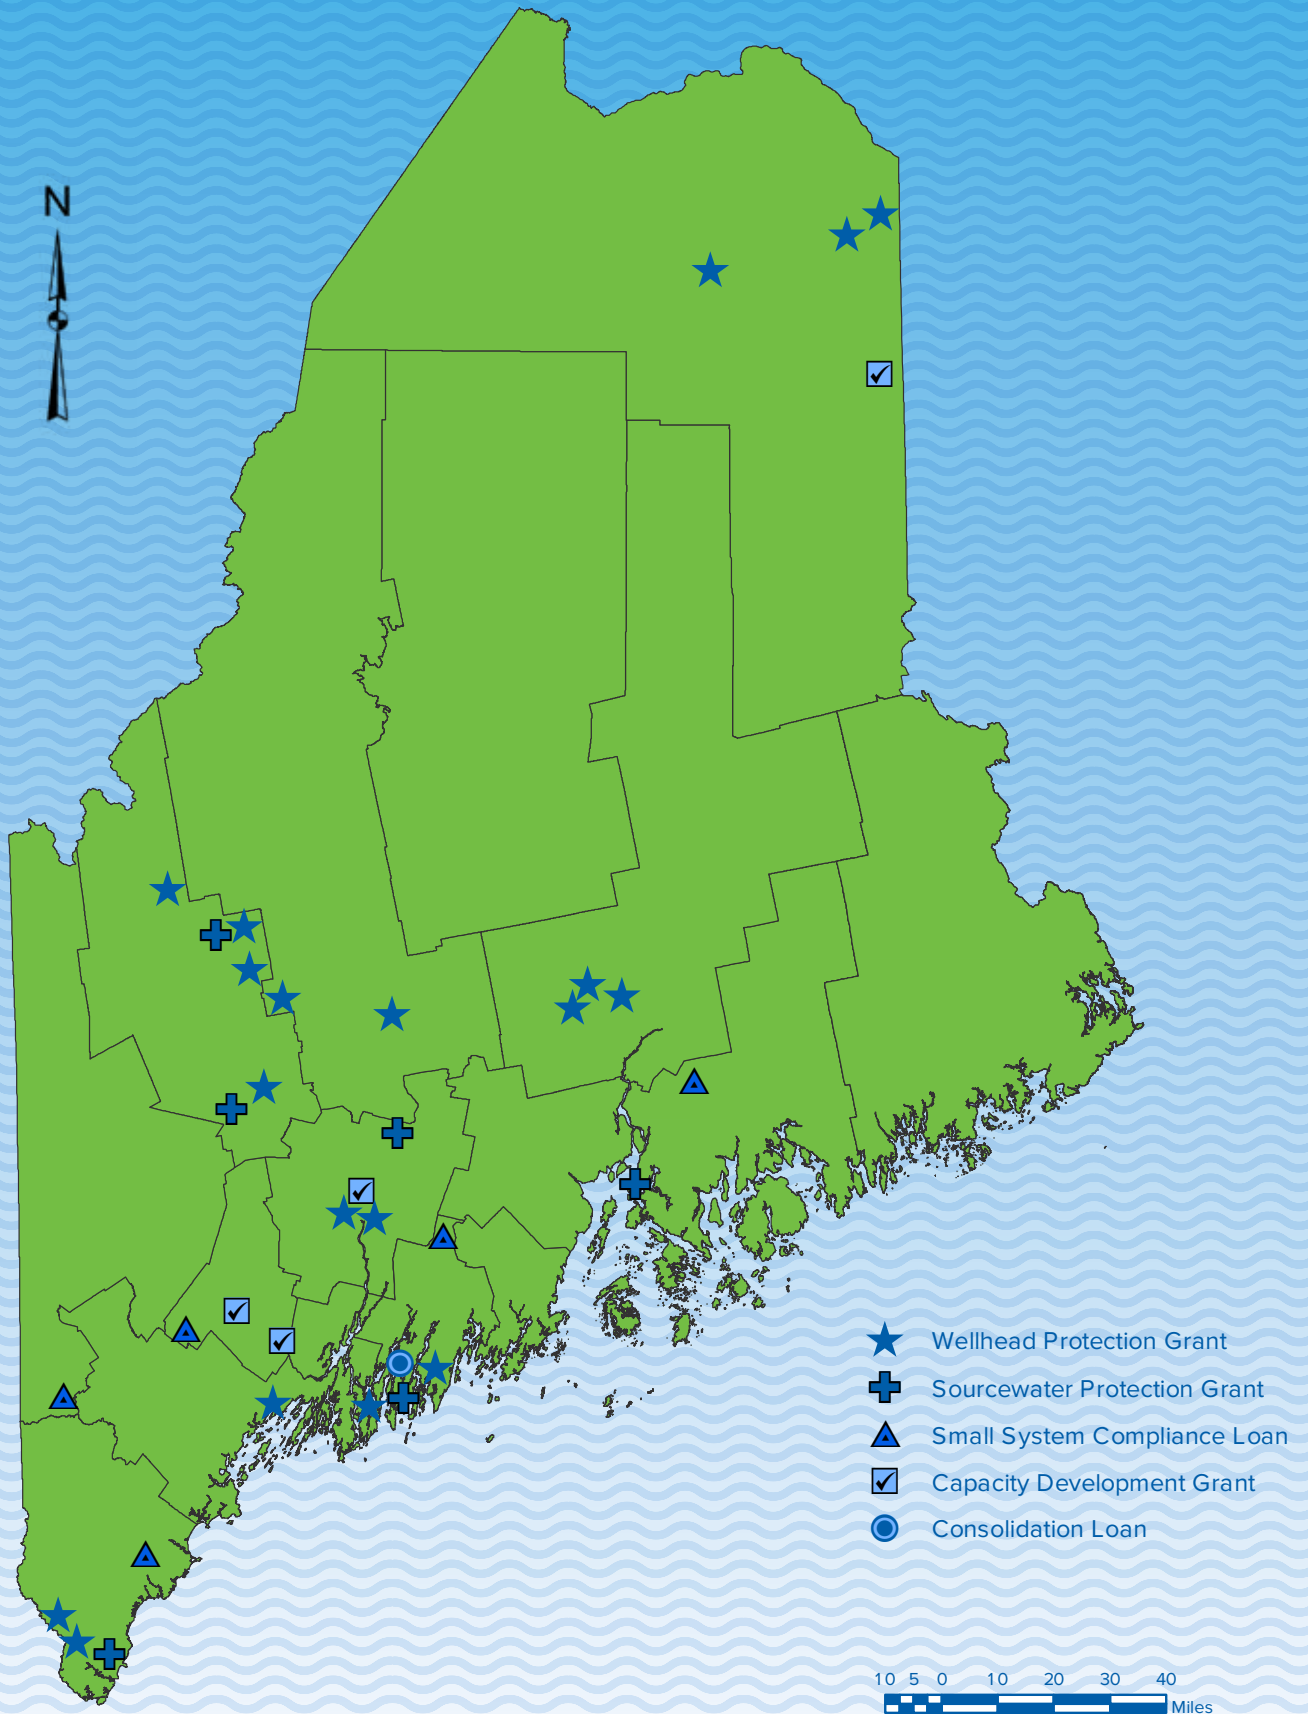 N
Wellhead Protection Grant
Sourcewater Protection Grant
Small System Compliance Loan
Capacity Development Grant
Consolidation Loan
10 5 0 10 20 30 40
Miles